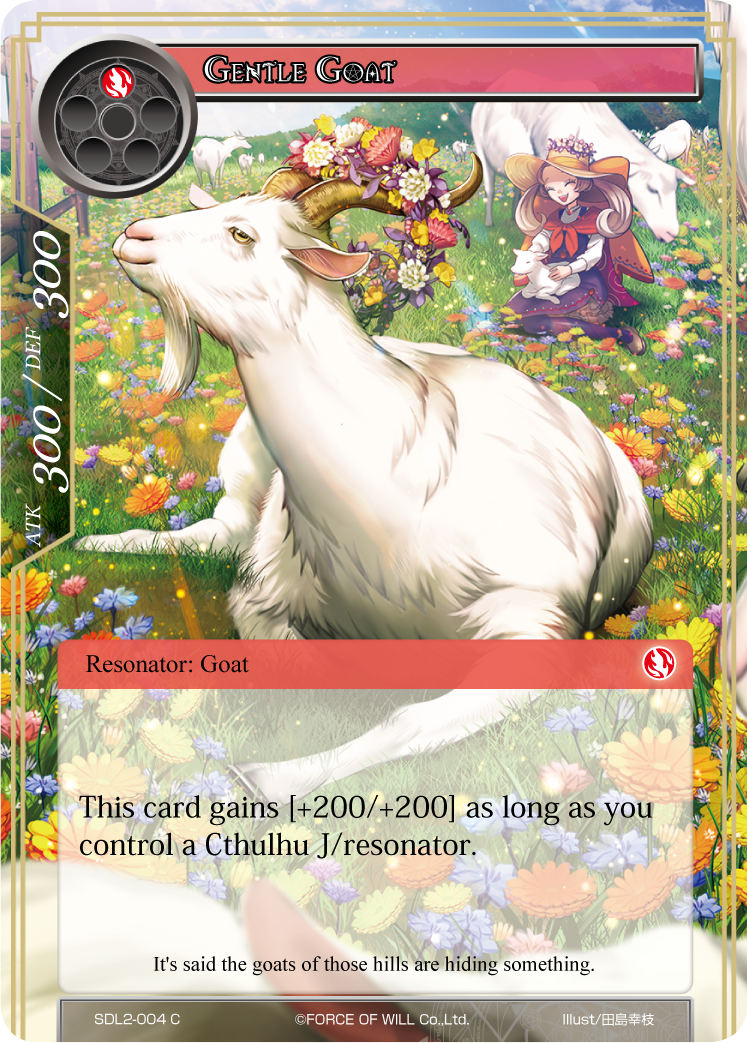 Gentle Goat
ATK 300 / DEF 300
Resonator: Goat
This card gains [+200/+200] as long as you
control a Cthulhu J/resonator.
It's said the goats of those hills are hiding something.
SDL2-004 C ©FORCE OF WILL Co.,Ltd. Illust/田島幸枝